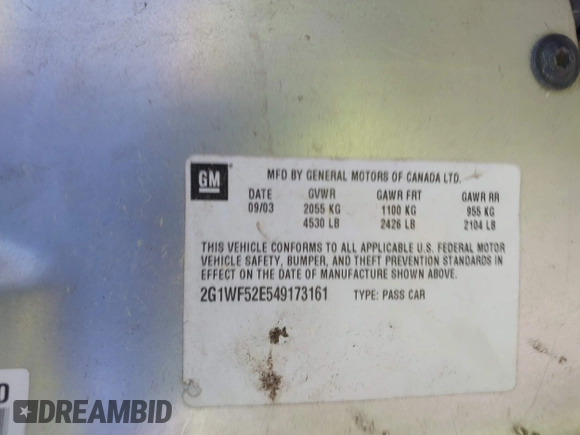 GM
MFD BY GENERAL MOTORS OF CANADA LTD.
DATE GVWR GAWR FRT GAWR RR
09/03 2055 KG 1100 KG 955 KG
4530 LB 2426 LB 2104 LB
THIS VEHICLE CONFORMS TO ALL APPLICABLE U.S. FEDERAL MOTOR
VEHICLE SAFETY, BUMPER, AND THEFT PREVENTION STANDARDS IN
EFFECT ON THE DATE OF MANUFACTURE SHOWN ABOVE.
2G1WF52E549173161 TYPE: PASS CAR
DREAMBID